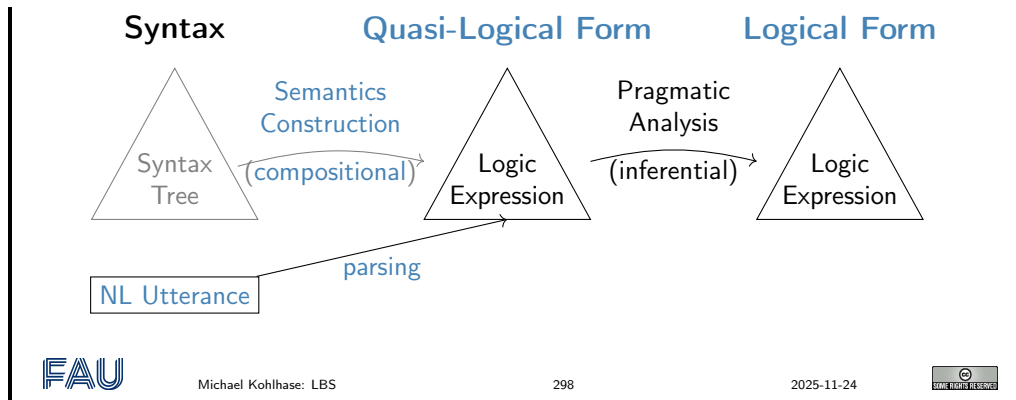 Syntax Quasi-Logical Form Logical Form
Semantics
Construction
(compositional)
Pragmatic
Analysis
(inferential)
Syntax
Tree
Logic
Expression
Logic
Expression
NL Utterance
parsing
FAU Michael Kohlhase: LBS 298 2025-11-24
cc
SOME RIGHTS RESERVED